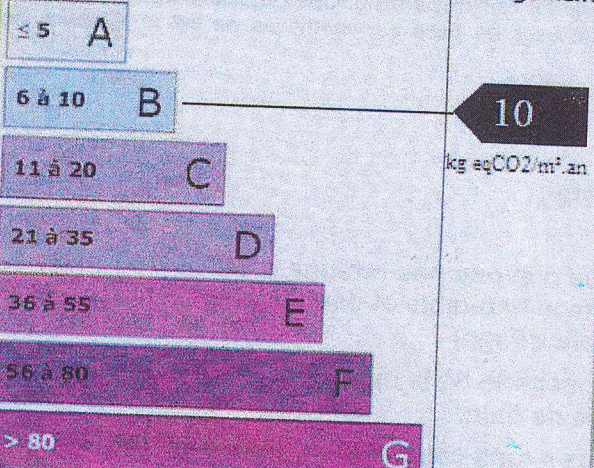 ≤ 5 A
6 à 10 B
10
kg eqCO2/m².an
11 à 20 C
21 à 35 D
36 à 55 E
56 à 80 F
> 80 G